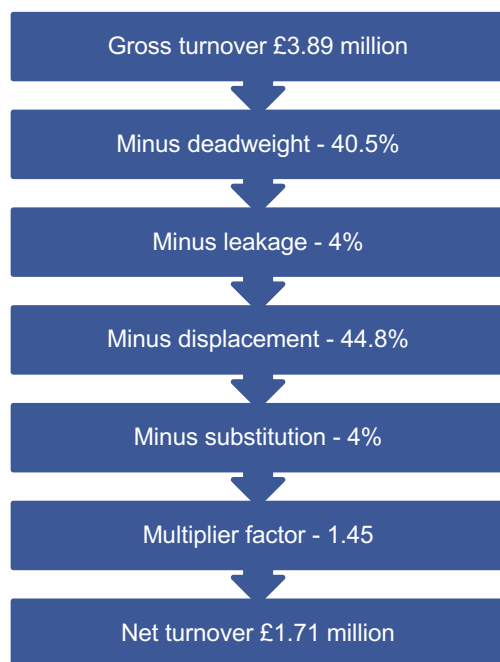 Gross turnover £3.89 million
Minus deadweight - 40.5%
Minus leakage - 4%
Minus displacement - 44.8%
Minus substitution - 4%
Multiplier factor - 1.45
Net turnover £1.71 million